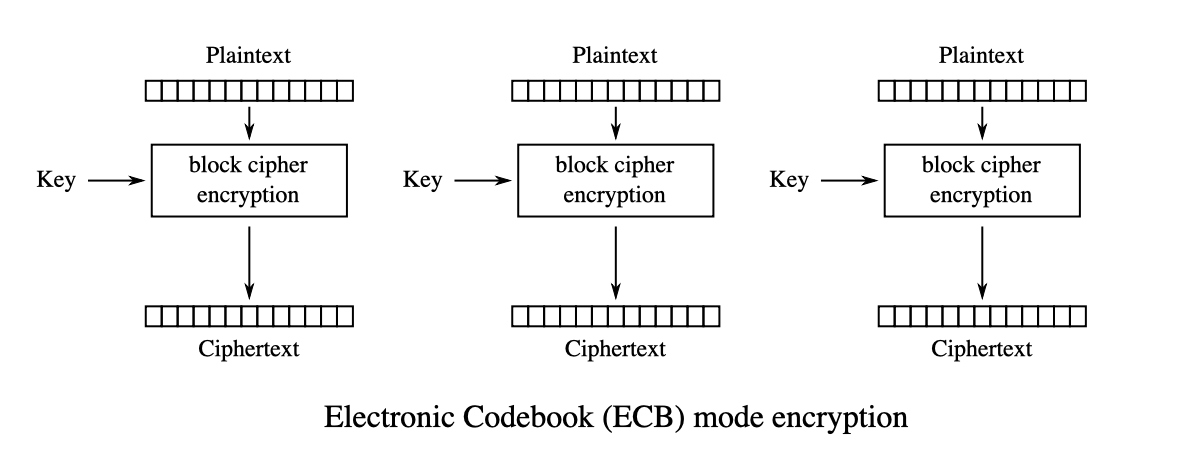 Plaintext
Plaintext
Plaintext
Key
block cipher
encryption
Key
block cipher
encryption
Key
block cipher
encryption
Ciphertext
Ciphertext
Ciphertext
Electronic Codebook (ECB) mode encryption